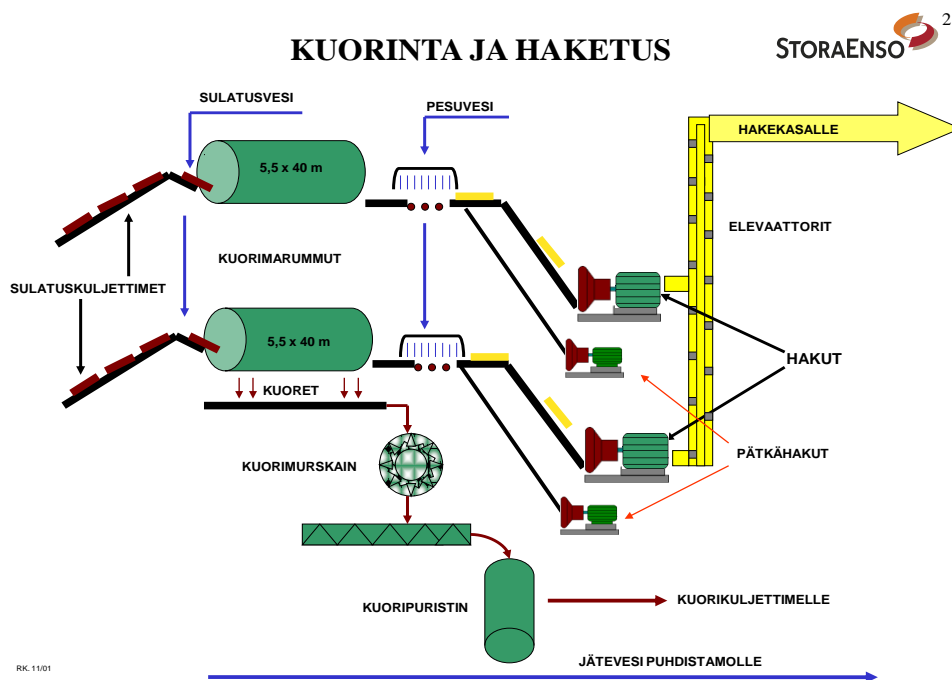 2
KUORINTA JA HAKETUS
STORAENSO
SULATUSVESI
PESUVESI
HAKEKASALLE
5,5 x 40 m
ELEVAATTORIT
KUORIMARUMMUT
SULATUSKULJETTIMET
5,5 x 40 m
HAKUT
KUORET
PÄTKÄHAKUT
KUORIMURSKAIN
KUORIPURISTIN
KUORIKULJETTIMELLE
JÄTEVESI PUHDISTAMOLLE
RK. 11/01